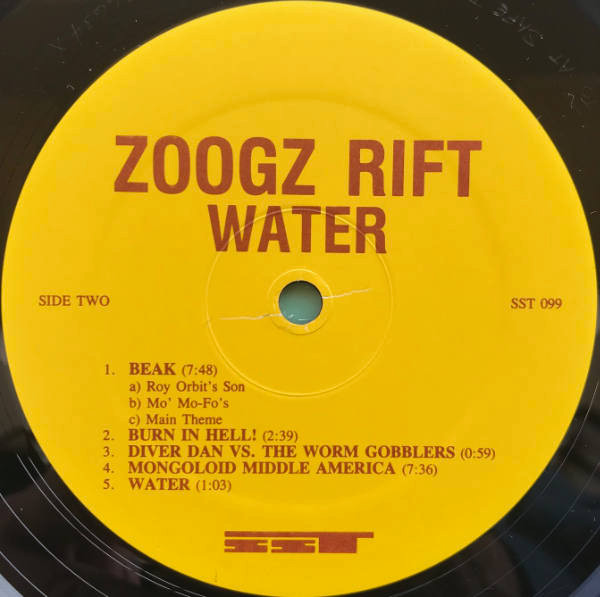 ZOOGZ RIFT
WATER
SIDE TWO
SST 099
1. BEAK (7:48)
a) Roy Orbit's Son
b) Mo' Mo-Fo's
c) Main Theme
2. BURN IN HELL! (2:39)
3. DIVER DAN VS. THE WORM GOBBLERS (0:59)
4. MONGOLOID MIDDLE AMERICA (7:36)
5. WATER (1:03)
SST